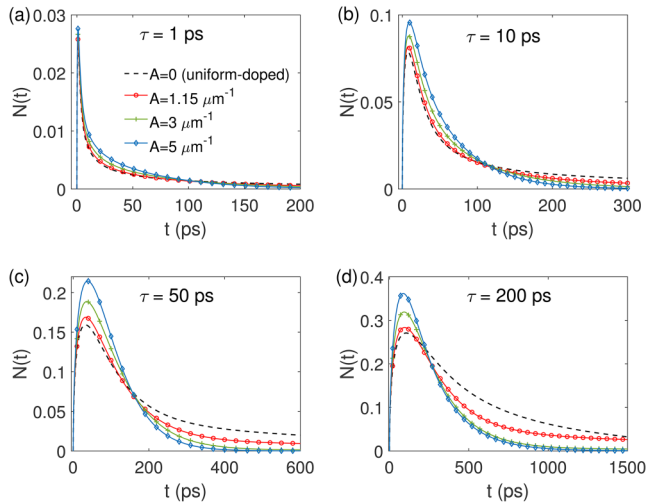 (a)
τ = 1 ps
0.03
0.02
0.01
0
N(t)
A=0 (uniform-doped)
A=1.15 μm⁻¹
A=3 μm⁻¹
A=5 μm⁻¹
0 50 100 150 200
t (ps)
(b)
τ = 10 ps
0.1
0.05
0
N(t)
0 100 200 300
t (ps)
(c)
τ = 50 ps
0.2
0.15
0.1
0.05
0
N(t)
0 200 400 600
t (ps)
(d)
τ = 200 ps
0.4
0.3
0.2
0.1
0
N(t)
0 500 1000 1500
t (ps)